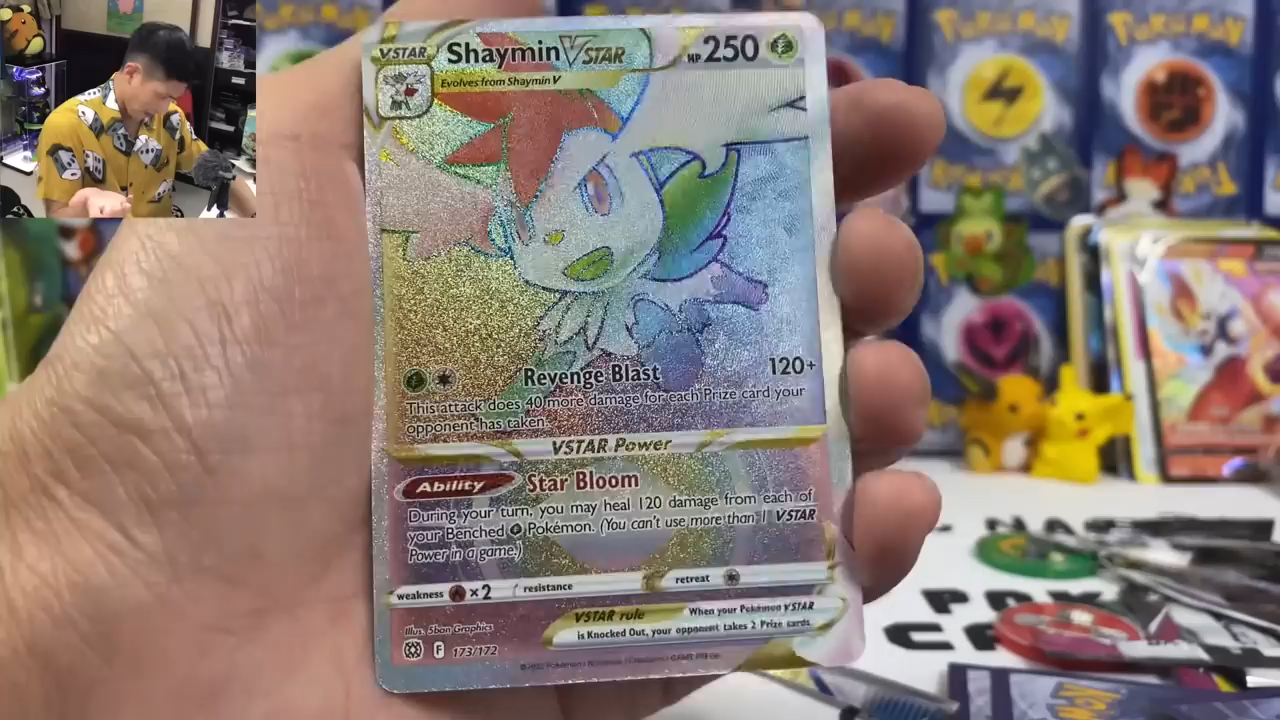 VSTAR
Shaymin VSTAR
HP 250
Evolves from Shaymin V
Revenge Blast
120+
This attack does 40 more damage for each Prize card your
opponent has taken.
VSTAR Power
Ability
Star Bloom
During your turn, you may heal 120 damage from each of
your Benched Pokémon. (You can't use more than 1 VSTAR
Power in a game.)
weakness ×2
resistance
retreat
VSTAR rule
When your Pokémon VSTAR
is Knocked Out, your opponent takes 2 Prize cards.
Illus. 5ban Graphics
F
173/172
Pokémon
Pokémon